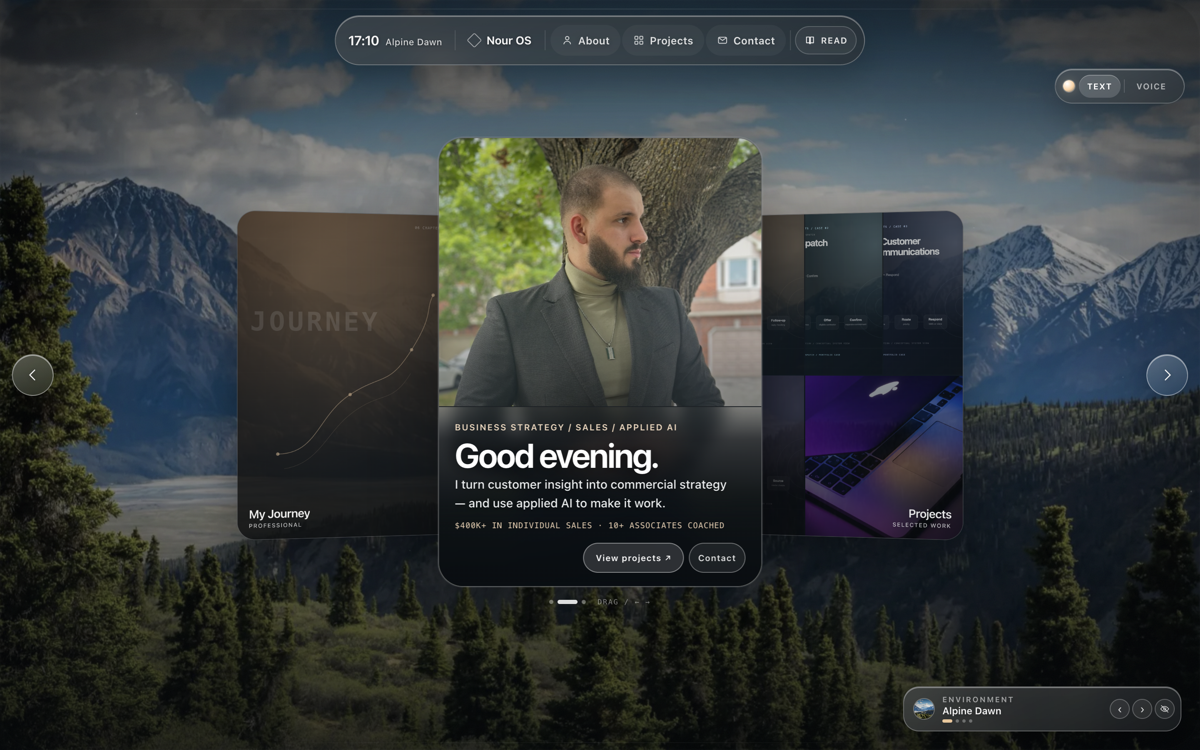 17:10 Alpine Dawn
Nour OS
About
Projects
Contact
READ
TEXT
VOICE
JOURNEY
My Journey
PROFESSIONAL
BUSINESS STRATEGY / SALES / APPLIED AI
Good evening.
I turn customer insight into commercial strategy
— and use applied AI to make it work.
$400K+ IN INDIVIDUAL SALES · 10+ ASSOCIATES COACHED
View projects ↗
Contact
patch
Customer
mmunications
Projects
SELECTED WORK
DRAG / ← →
ENVIRONMENT
Alpine Dawn